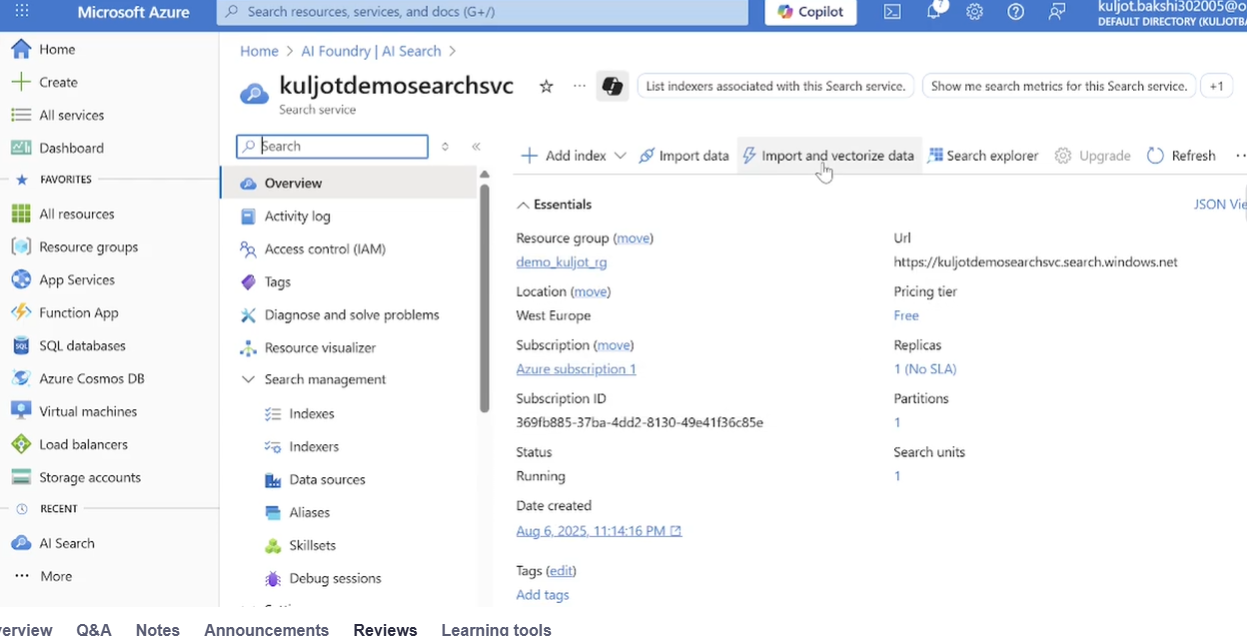 Microsoft Azure
Search resources, services, and docs (G+/)
Copilot
7
kuljot.bakshi302005@o
DEFAULT DIRECTORY (KULJOTBA
Home
Create
All services
Dashboard
FAVORITES
All resources
Resource groups
App Services
Function App
SQL databases
Azure Cosmos DB
Virtual machines
Load balancers
Storage accounts
RECENT
AI Search
More
Home > AI Foundry | AI Search >
kuljotdemosearchsvc
Search service
List indexers associated with this Search service.
Show me search metrics for this Search service.
+1
Search
Overview
Activity log
Access control (IAM)
Tags
Diagnose and solve problems
Resource visualizer
Search management
Indexes
Indexers
Data sources
Aliases
Skillsets
Debug sessions
Add index
Import data
Import and vectorize data
Search explorer
Upgrade
Refresh
Essentials
JSON Vie
Resource group (move)
demo_kuljot_rg
Location (move)
West Europe
Subscription (move)
Azure subscription 1
Subscription ID
369fb885-37ba-4dd2-8130-49e41f36c85e
Status
Running
Date created
Aug 6, 2025, 11:14:16 PM
Tags (edit)
Add tags
Url
https://kuljotdemosearchsvc.search.windows.net
Pricing tier
Free
Replicas
1 (No SLA)
Partitions
1
Search units
1
verview Q&A Notes Announcements Reviews Learning tools